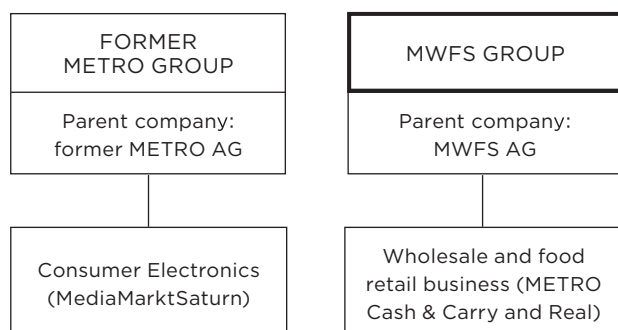 FORMER
METRO GROUP
Parent company:
former METRO AG
Consumer Electronics
(MediaMarktSaturn)
MWFS GROUP
Parent company:
MWFS AG
Wholesale and food
retail business (METRO
Cash & Carry and Real)